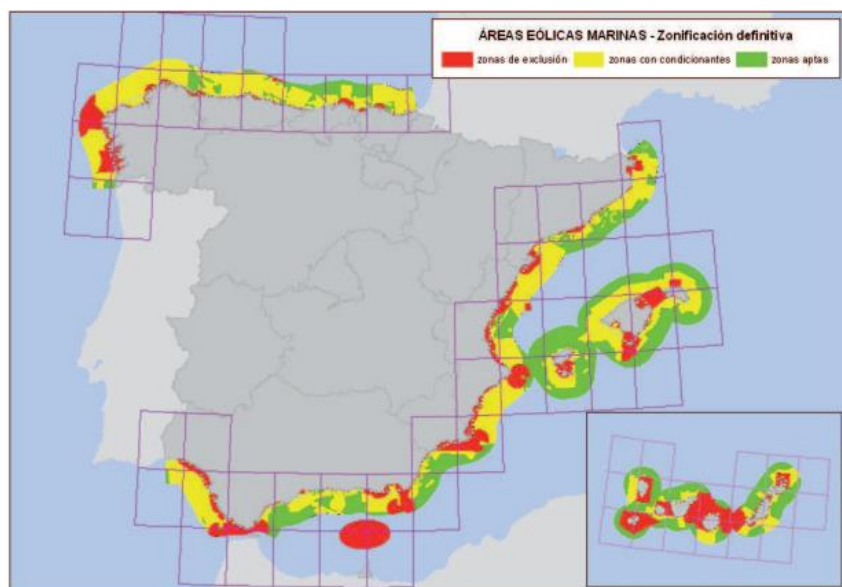 ÁREAS EÓLICAS MARINAS - Zonificación definitiva
zonas de exclusión zonas con condicionantes zonas aptas